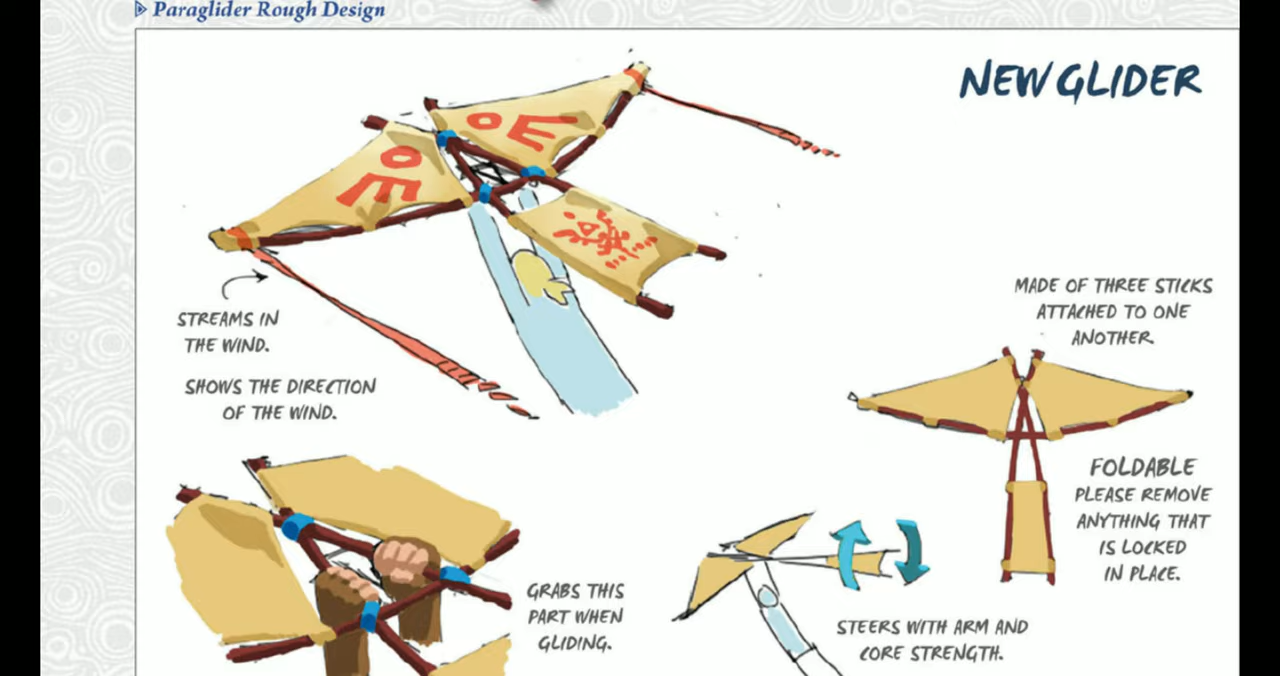 Paraglider Rough Design
NEW GLIDER
STREAMS IN
THE WIND.
SHOWS THE DIRECTION
OF THE WIND.
MADE OF THREE STICKS
ATTACHED TO ONE
ANOTHER.
FOLDABLE
PLEASE REMOVE
ANYTHING THAT
IS LOCKED
IN PLACE.
GRABS THIS
PART WHEN
GLIDING.
STEERS WITH ARM AND
CORE STRENGTH.